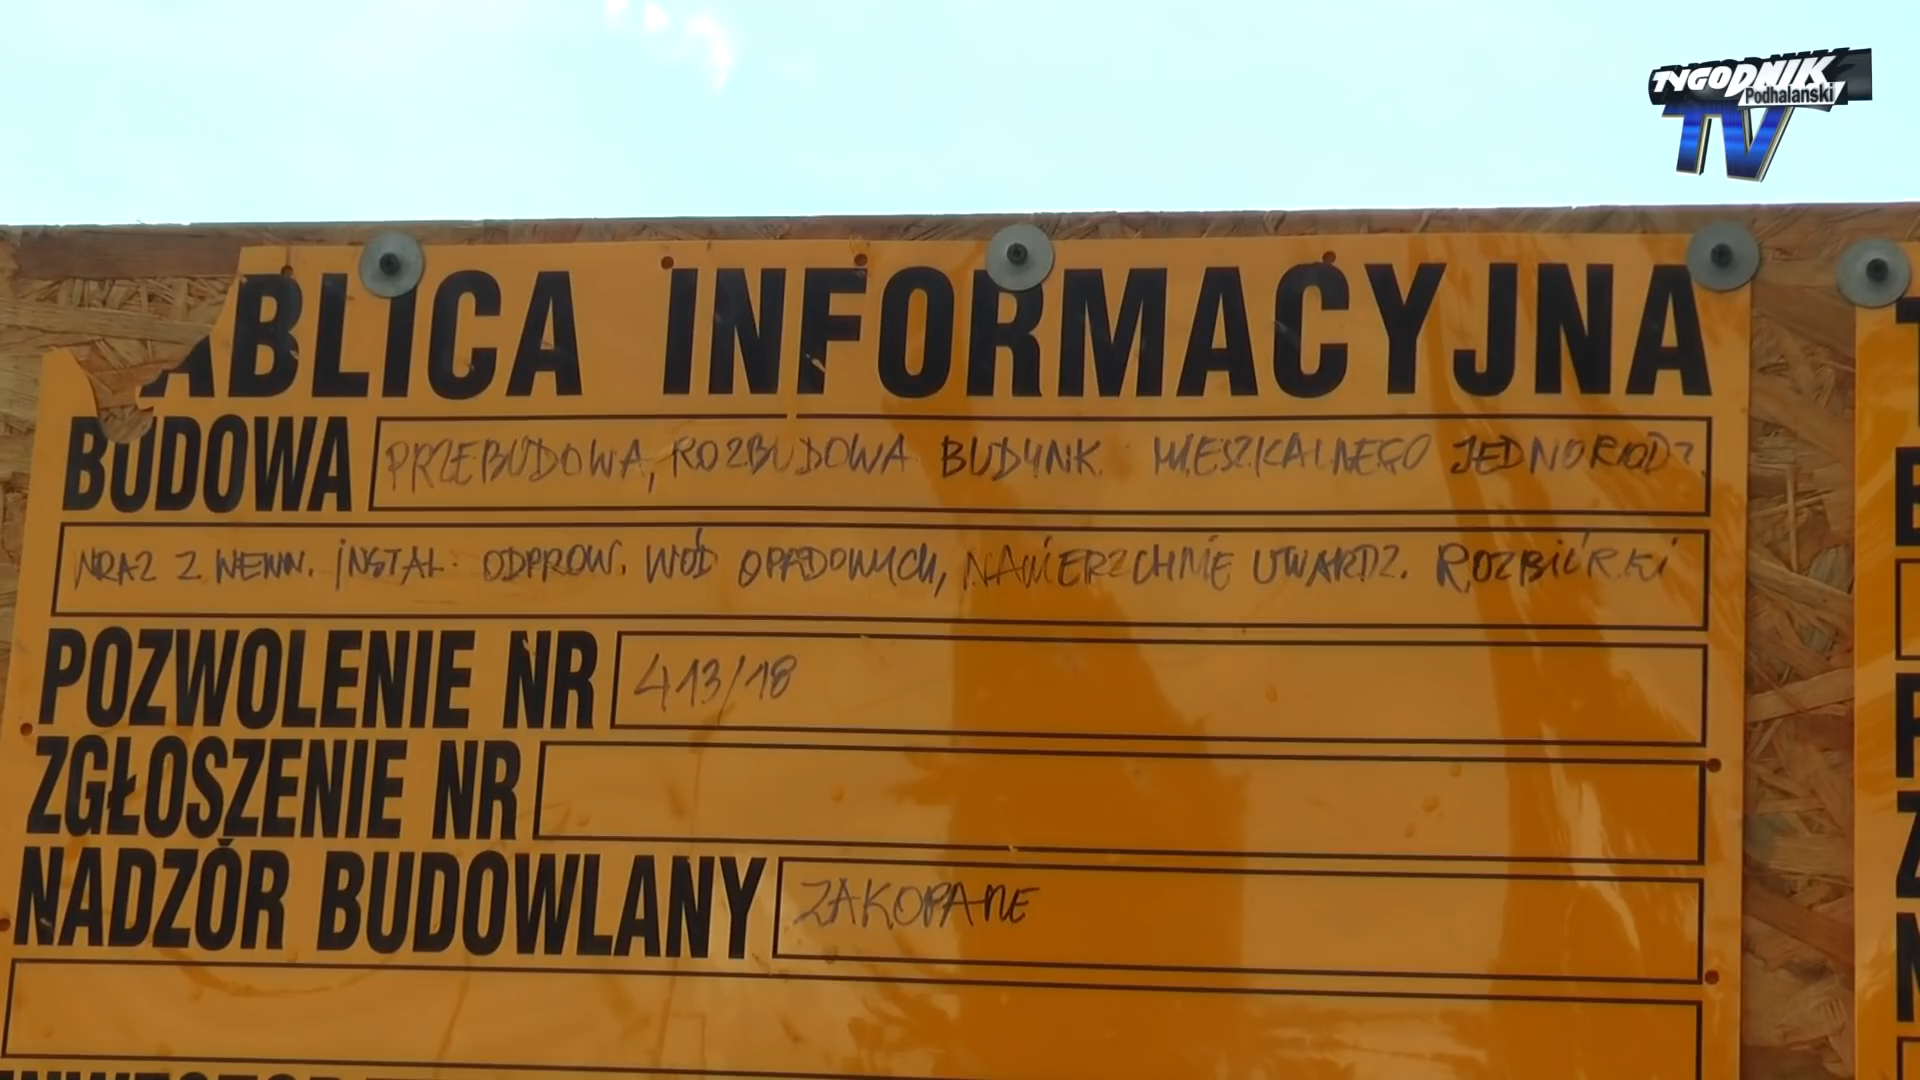 TYGODNIK
Podhalański
TV
ABLICA INFORMACYJNA
BUDOWA PRZEBUDOWA, ROZBUDOWA BUDYNK. MIESZKALNEGO JEDNORODZ.
WRAZ Z WEWN. INSTAL. ODPROW. WÓD OPADOWYCH, NAWIERZCHNIE UTWARDZ. ROZBIÓRKI
POZWOLENIE NR 413/18
ZGŁOSZENIE NR
NADZÓR BUDOWLANY ZAKOPANE